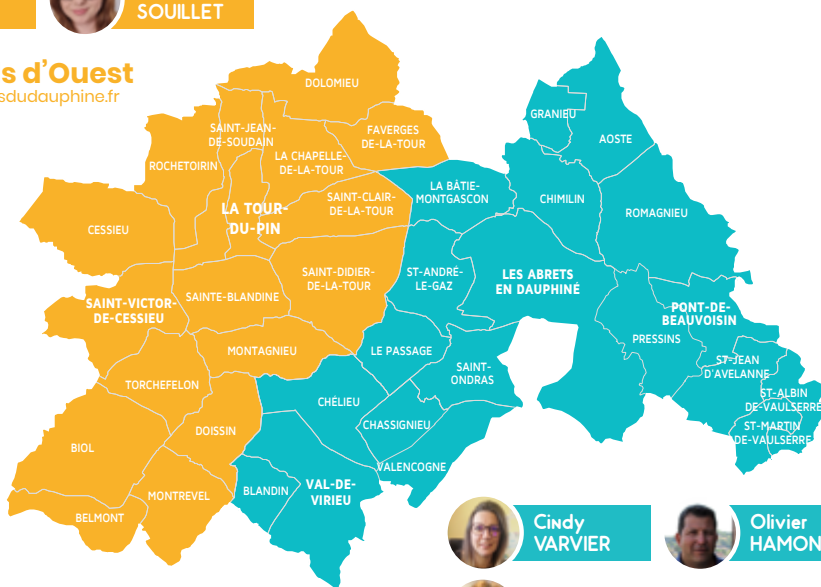 SOUILLET
s d'Ouest
sdudauphine.fr
DOLOMIEU
SAINT-JEAN-
DE-SOUDAIN
FAVERGES
DE-LA-TOUR
ROCHETOIRIN
LA CHAPELLE-
DE-LA-TOUR
GRANIEU
AOSTE
LA BÂTIE-
MONTGASCON
CHIMILIN
SAINT-CLAIR-
DE-LA-TOUR
LA TOUR-
DU-PIN
ROMAGNIEU
CESSIEU
SAINT-DIDIER-
DE-LA-TOUR
ST-ANDRÉ-
LE-GAZ
LES ABRETS
EN DAUPHINÉ
SAINT-VICTOR-
DE-CESSIEU
SAINTE-BLANDINE
PONT-DE-
BEAUVOISIN
PRESSINS
MONTAGNIEU
LE PASSAGE
SAINT-
ONDRAS
ST-JEAN
D'AVELANNE
TORCHEFELON
CHÉLIEU
ST-ALBIN
DE-VAULSERRE
CHASSIGNIEU
ST-MARTIN
DE-VAULSERRE
DOISSIN
BIOL
VALENCOGNE
BLANDIN
VAL-DE-
VIRIEU
MONTREVEL
BELMONT
Cindy
VARVIER
Olivier
HAMON